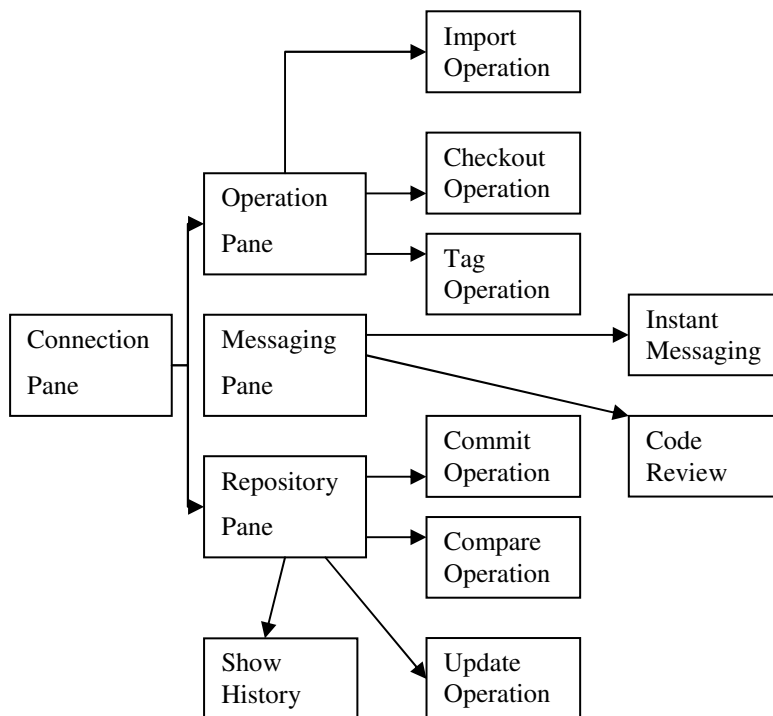 Import
Operation
Checkout
Operation
Operation
Pane
Tag
Operation
Connection
Pane
Messaging
Pane
Instant
Messaging
Commit
Operation
Code
Review
Repository
Pane
Compare
Operation
Show
History
Update
Operation